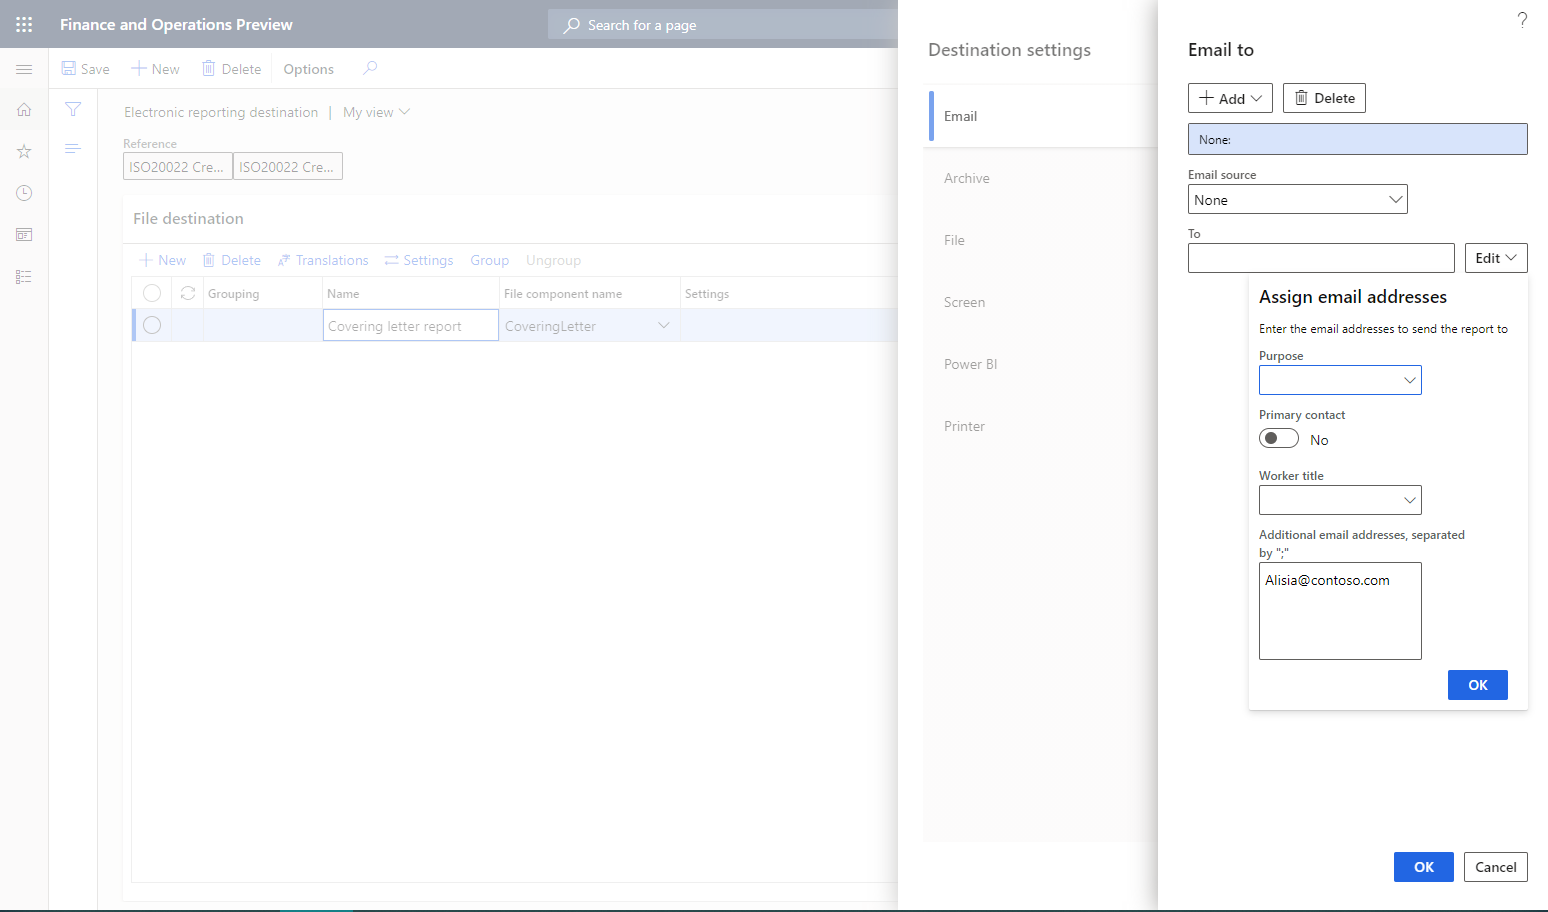 Finance and Operations Preview
Search for a page
?
Save
New
Delete
Options
Electronic reporting destination | My view
Reference
ISO20022 Cre...
ISO20022 Cre...
File destination
New
Delete
Translations
Settings
Group
Ungroup
Grouping
Name
File component name
Settings
Covering letter report
CoveringLetter
Destination settings
Email
Archive
File
Screen
Power BI
Printer
Email to
Add
Delete
None:
Email source
None
To
Edit
Assign email addresses
Enter the email addresses to send the report to
Purpose
Primary contact
No
Worker title
Additional email addresses, separated
by ";"
Alisia@contoso.com
OK
OK
Cancel